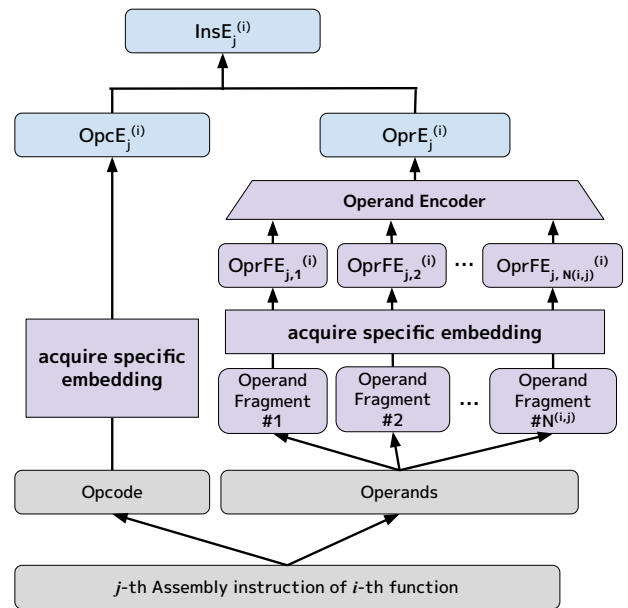 InsE_j^(i)
OpcE_j^(i)
OprE_j^(i)
Operand Encoder
OprFE_j,1^(i)
OprFE_j,2^(i)
...
OprFE_j, N(i,j)^(i)
acquire specific
embedding
acquire specific embedding
Operand
Fragment
#1
Operand
Fragment
#2
...
Operand
Fragment
#N^(i,j)
Opcode
Operands
j-th Assembly instruction of i-th function